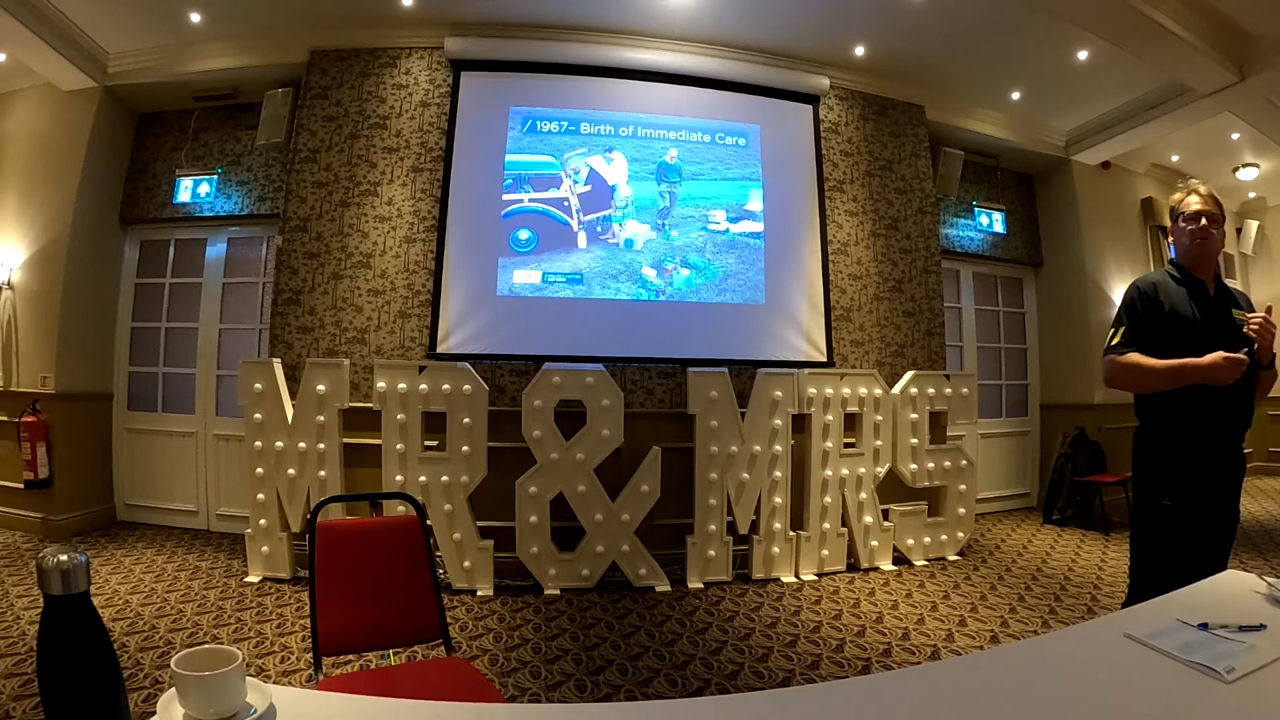 / 1967– Birth of Immediate Care
MR & MRS